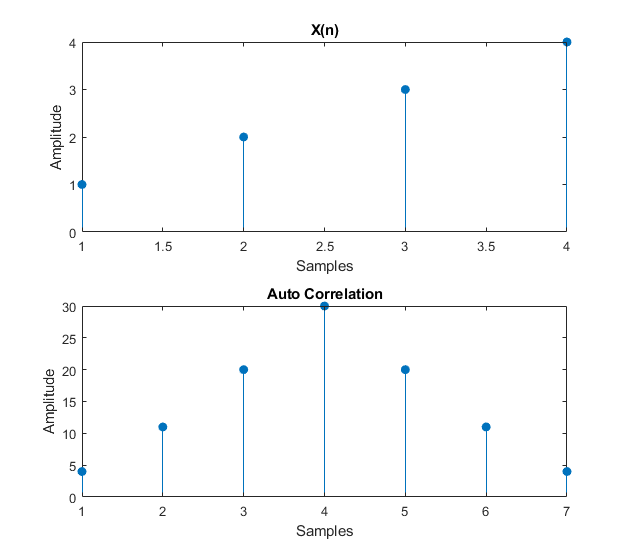 X(n)
4
3
2
1
0
Amplitude
1 1.5 2 2.5 3 3.5 4
Samples
Auto Correlation
30
25
20
15
10
5
0
Amplitude
1 2 3 4 5 6 7
Samples